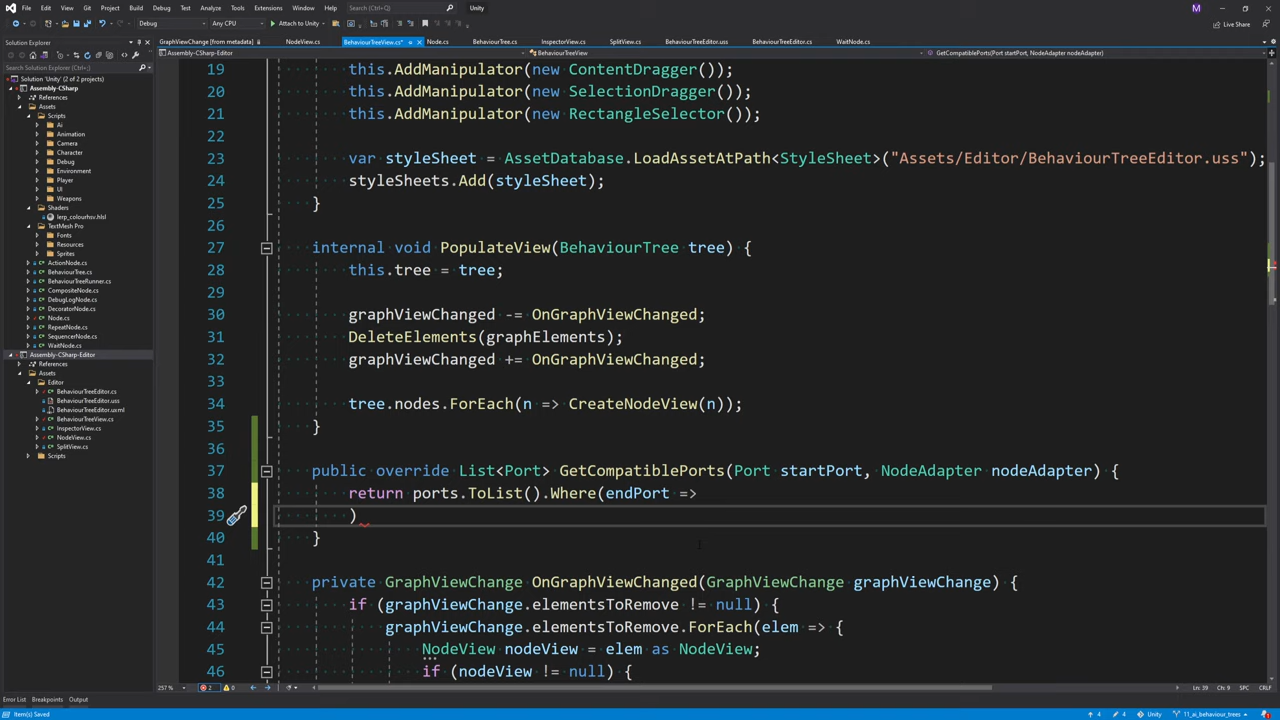 File Edit View Git Project Build Debug Test Analyze Tools Extensions Window Help Search (Ctrl+Q) Unity
Debug Any CPU Attach to Unity Live Share
Solution Explorer
GraphViewChange [from metadata] NodeView.cs BehaviourTreeView.cs* Node.cs BehaviourTree.cs InspectorView.cs SplitView.cs BehaviourTreeEditor.uss BehaviourTreeEditor.cs WaitNode.cs
Assembly-CSharp-Editor BehaviourTreeView GetCompatiblePorts(Port startPort, NodeAdapter nodeAdapter)
Search Solution Explorer (Ctrl+;)
Solution 'Unity' (2 of 2 projects)
Assembly-CSharp
References
Assets
Scripts
Ai
Animation
Camera
Character
Debug
Environment
Player
UI
Weapons
Shaders
lerp_colourhsv.hlsl
TextMesh Pro
Fonts
Resources
Sprites
ActionNode.cs
BehaviourTree.cs
BehaviourTreeRunner.cs
CompositeNode.cs
DebugLogNode.cs
DecoratorNode.cs
Node.cs
RepeatNode.cs
SequencerNode.cs
WaitNode.cs
Assembly-CSharp-Editor
References
Assets
Editor
BehaviourTreeEditor.cs
BehaviourTreeEditor.uss
BehaviourTreeEditor.uxml
BehaviourTreeView.cs
InspectorView.cs
NodeView.cs
SplitView.cs
Scripts
19 this.AddManipulator(new ContentDragger());
20 this.AddManipulator(new SelectionDragger());
21 this.AddManipulator(new RectangleSelector());
22
23 var styleSheet = AssetDatabase.LoadAssetAtPath<StyleSheet>("Assets/Editor/BehaviourTreeEditor.uss");
24 styleSheets.Add(styleSheet);
25 }
26
27 internal void PopulateView(BehaviourTree tree) {
28 this.tree = tree;
29
30 graphViewChanged -= OnGraphViewChanged;
31 DeleteElements(graphElements);
32 graphViewChanged += OnGraphViewChanged;
33
34 tree.nodes.ForEach(n => CreateNodeView(n));
35 }
36
37 public override List<Port> GetCompatiblePorts(Port startPort, NodeAdapter nodeAdapter) {
38 return ports.ToList().Where(endPort =>
39 )
40 }
41
42 private GraphViewChange OnGraphViewChanged(GraphViewChange graphViewChange) {
43 if (graphViewChange.elementsToRemove != null) {
44 graphViewChange.elementsToRemove.ForEach(elem => {
45 NodeView nodeView = elem as NodeView;
46 if (nodeView != null) {
257 % 2 0 Ln: 39 Ch: 9 SPC CRLF
Error List Breakpoints Output
Item(s) Saved 4 4 Unity 11_ai_behaviour_trees